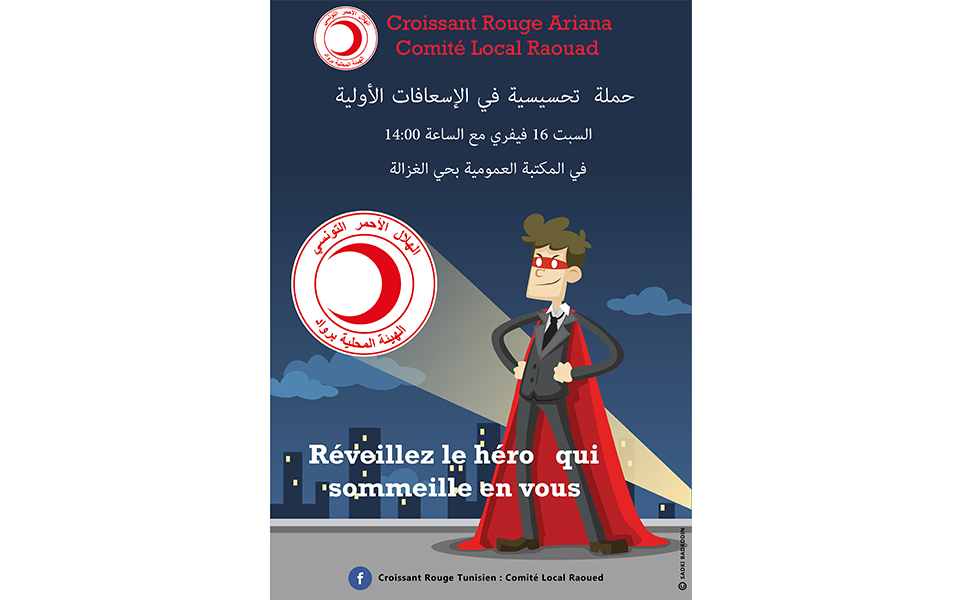 الهلال الأحمر التونسي
الهيئة المحلية برواد
Croissant Rouge Ariana
Comité Local Raouad
حملة تحسيسية في الإسعافات الأولية
السبت 16 فيفري مع الساعة 14:00
في المكتبة العمومية بحي الغزالة
الهلال الأحمر التونسي
الهيئة المحلية برواد
Réveillez le héro qui
sommeille en vous
f Croissant Rouge Tunisien : Comité Local Raoued
© SADKI BADRDDIN